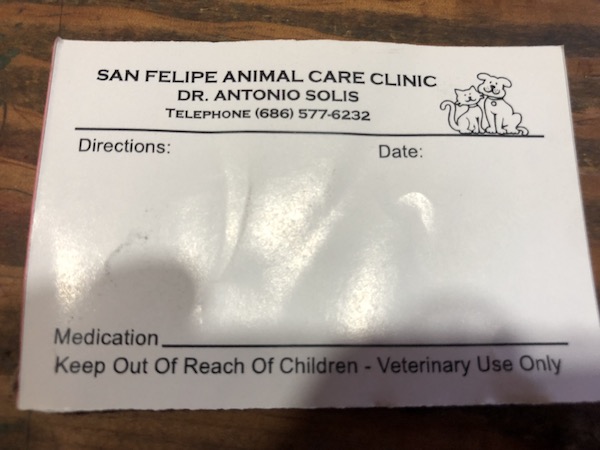 SAN FELIPE ANIMAL CARE CLINIC
DR. ANTONIO SOLIS
TELEPHONE (686) 577-6232
Directions: Date:
Medication
Keep Out Of Reach Of Children - Veterinary Use Only